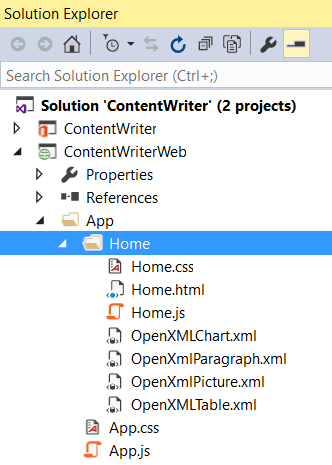 Solution Explorer
Search Solution Explorer (Ctrl+;)
Solution 'ContentWriter' (2 projects)
ContentWriter
ContentWriterWeb
Properties
References
App
Home
Home.css
Home.html
Home.js
OpenXMLChart.xml
OpenXmlParagraph.xml
OpenXmlPicture.xml
OpenXMLTable.xml
App.css
App.js